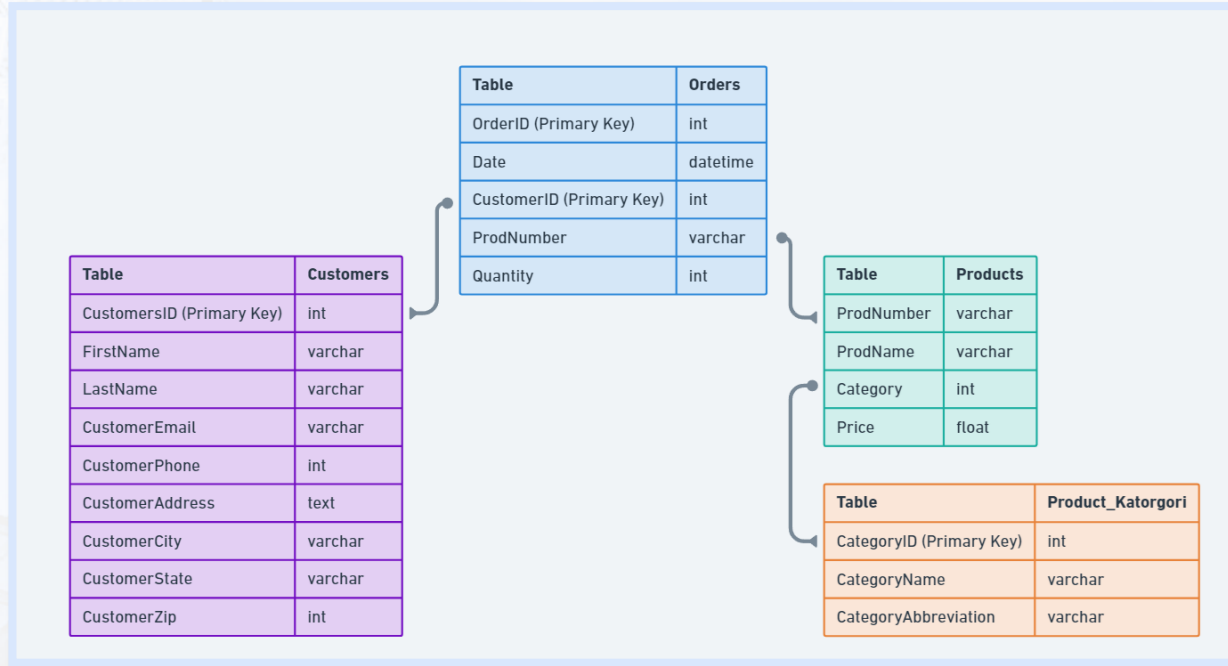 Table Orders
OrderID (Primary Key) int
Date datetime
CustomerID (Primary Key) int
ProdNumber varchar
Quantity int
Table Customers
CustomersID (Primary Key) int
FirstName varchar
LastName varchar
CustomerEmail varchar
CustomerPhone int
CustomerAddress text
CustomerCity varchar
CustomerState varchar
CustomerZip int
Table Products
ProdNumber varchar
ProdName varchar
Category int
Price float
Table Product_Katorgori
CategoryID (Primary Key) int
CategoryName varchar
CategoryAbbreviation varchar